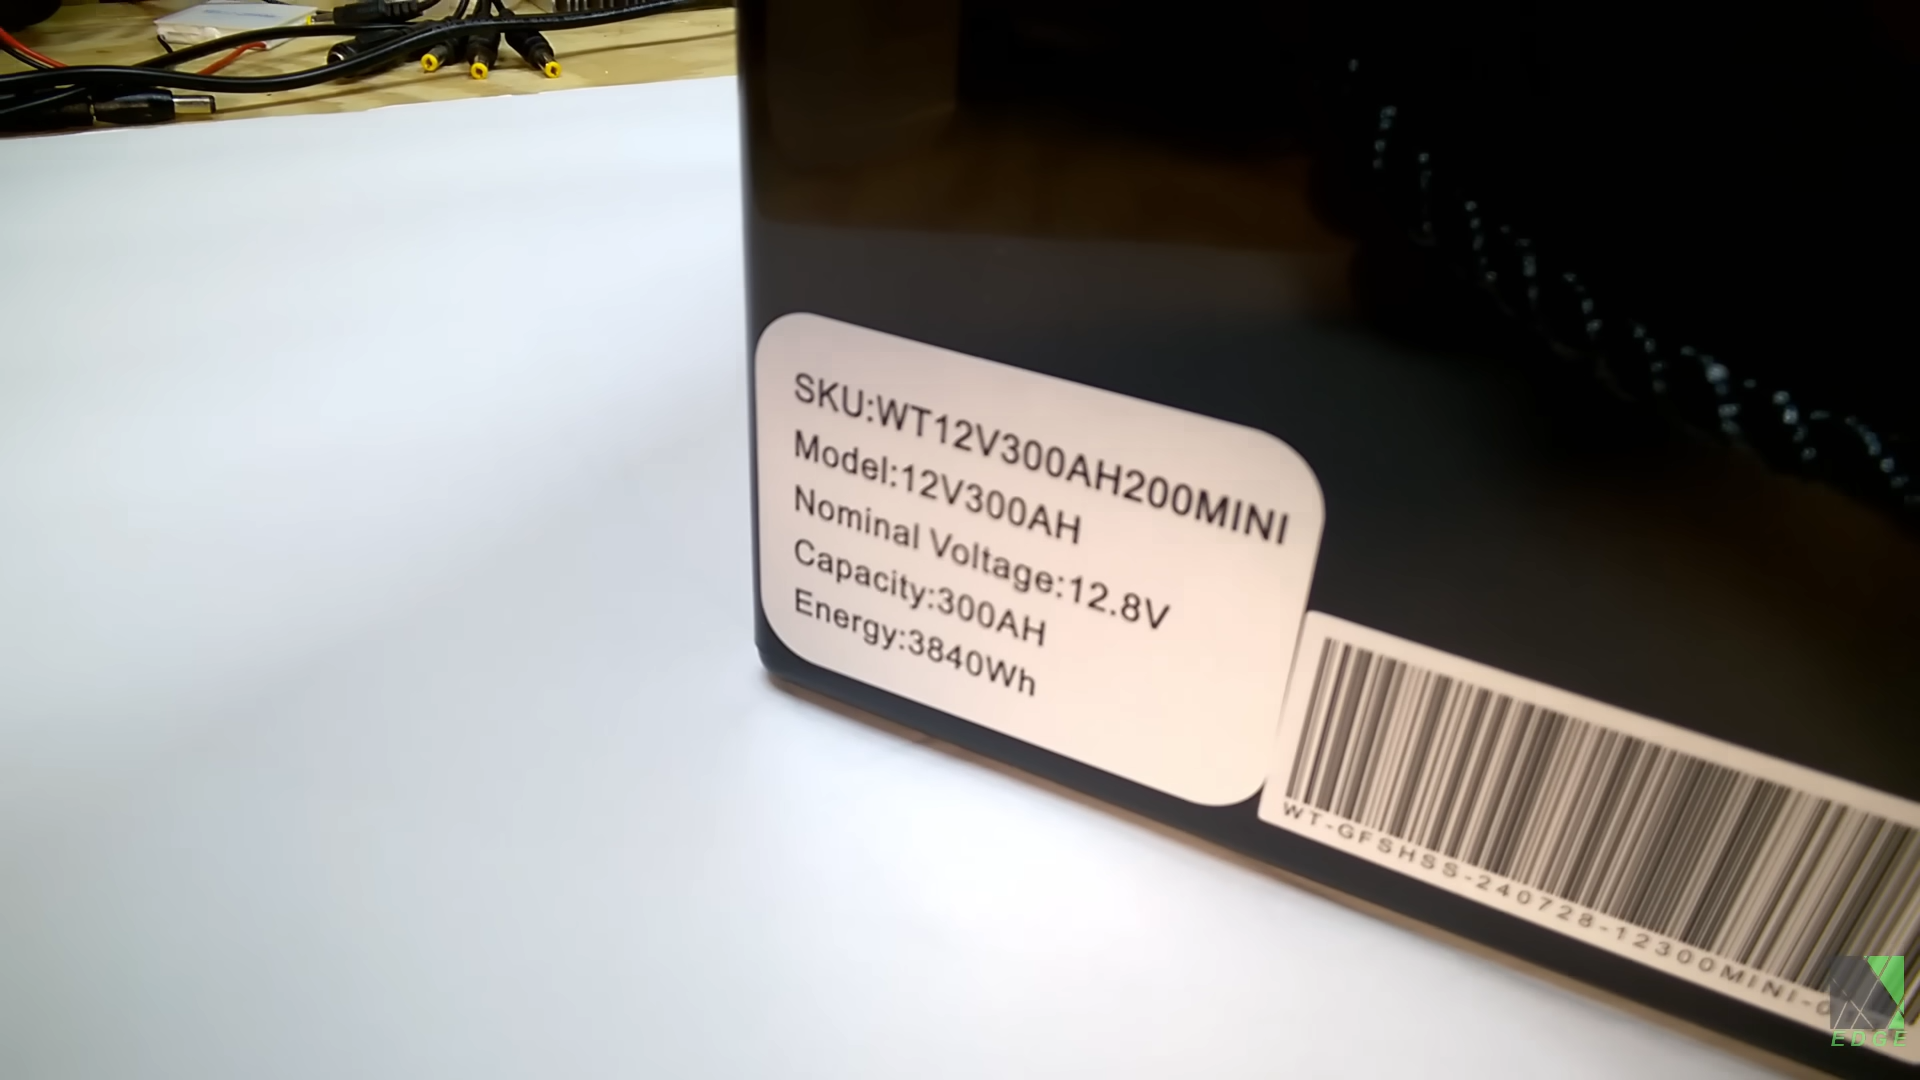 SKU:WT12V300AH200MINI
Model:12V300AH
Nominal Voltage:12.8V
Capacity:300AH
Energy:3840Wh
WT-GFSHSS-240728-12300MINI-
EDGE